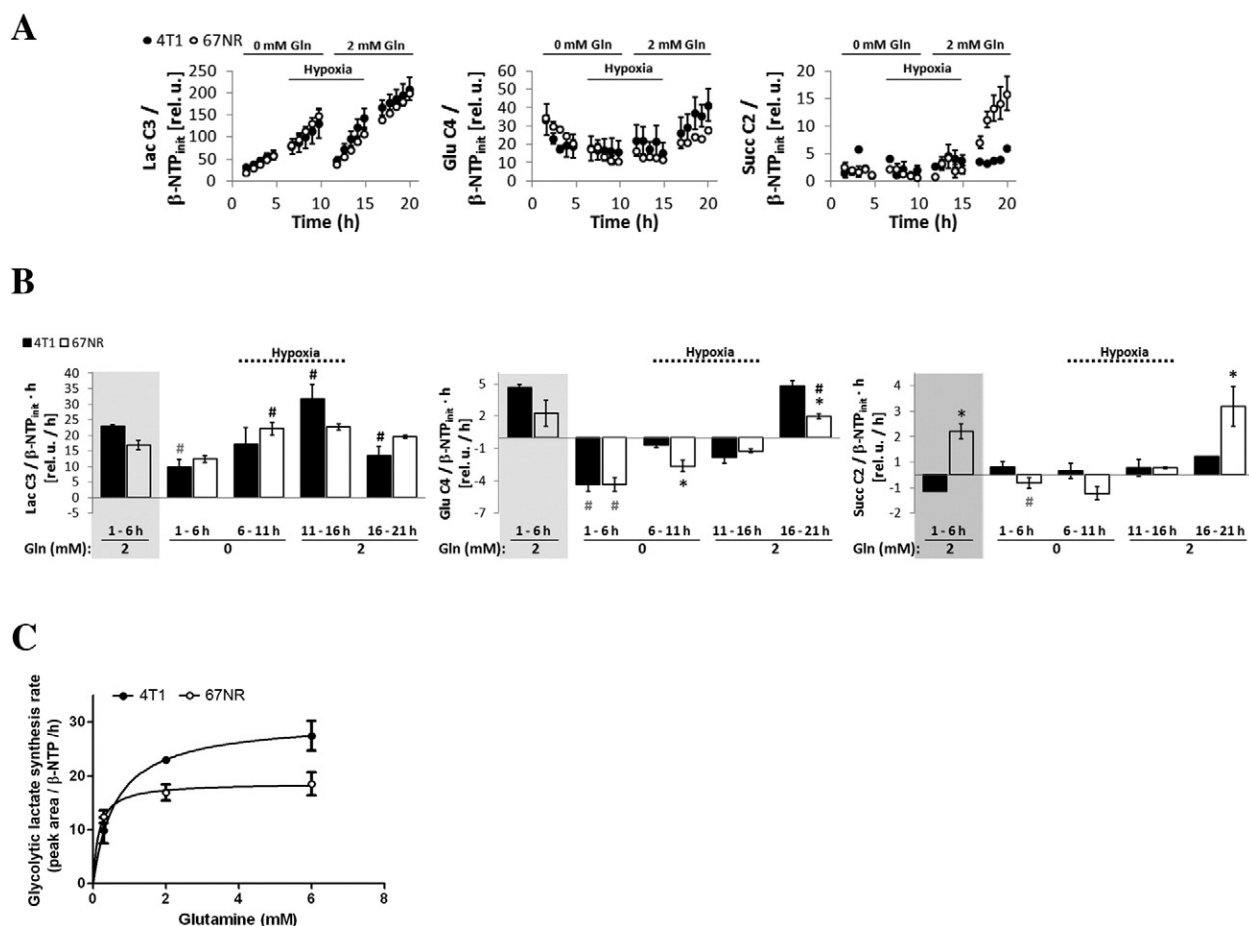 A
● 4T1 ○ 67NR
0 mM Gln 2 mM Gln
Hypoxia
Lac C3 /
β-NTPinit [rel. u.]
250
200
150
100
50
0
0 5 10 15 20
Time (h)
0 mM Gln 2 mM Gln
Hypoxia
Glu C4 /
β-NTPinit [rel. u.]
60
50
40
30
20
10
0
0 5 10 15 20
Time (h)
0 mM Gln 2 mM Gln
Hypoxia
Succ C2 /
β-NTPinit [rel. u.]
20
15
10
5
0
0 5 10 15 20
Time (h)
B
■ 4T1 □ 67NR
Hypoxia
Lac C3 / β-NTPinit · h
[rel. u. / h]
40
35
30
25
20
15
10
5
0
-5
# # # #
1 - 6 h 1 - 6 h 6 - 11 h 11 - 16 h 16 - 21 h
Gln (mM): 2 0 2
Hypoxia
Glu C4 / β-NTPinit · h
[rel. u. / h]
5
2
-1
-4
-7
# # * # *
1 - 6 h 1 - 6 h 6 - 11 h 11 - 16 h 16 - 21 h
Gln (mM): 2 0 2
Hypoxia
Succ C2 / β-NTPinit · h
[rel. u. / h]
4
3
2
1
-1
-2
* # *
1 - 6 h 1 - 6 h 6 - 11 h 11 - 16 h 16 - 21 h
Gln (mM): 2 0 2
C
4T1 67NR
Glycolytic lactate synthesis rate
(peak area / β-NTP /h)
30
20
10
0
0 2 4 6 8
Glutamine (mM)